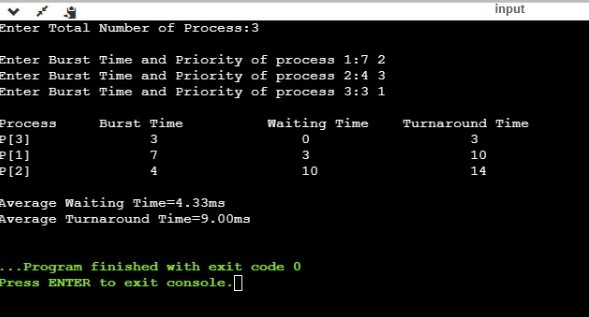 input
Enter Total Number of Process:3
Enter Burst Time and Priority of process 1:7 2
Enter Burst Time and Priority of process 2:4 3
Enter Burst Time and Priority of process 3:3 1
Process Burst Time Waiting Time Turnaround Time
P[3] 3 0 3
P[1] 7 3 10
P[2] 4 10 14
Average Waiting Time=4.33ms
Average Turnaround Time=9.00ms
...Program finished with exit code 0
Press ENTER to exit console.